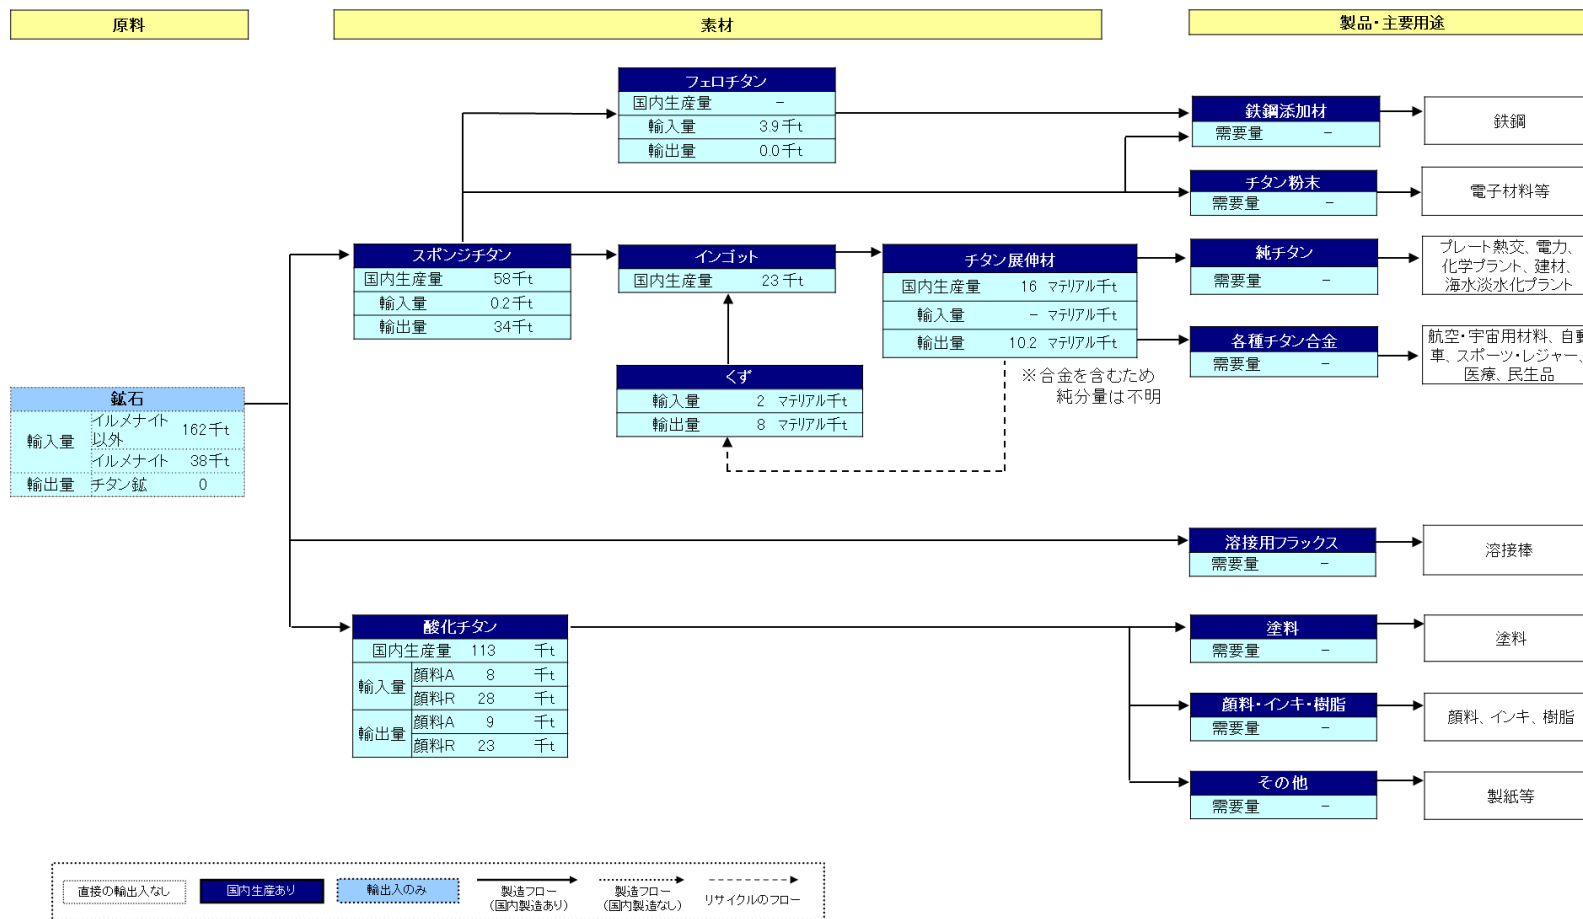 原料
素材
製品・主要用途
フェロチタン
国内生産量 －
輸入量 3.9千t
輸出量 0.0千t
鉄鋼添加材
需要量 －
鉄鋼
チタン粉末
需要量 －
電子材料等
スポンジチタン
国内生産量 58千t
輸入量 0.2千t
輸出量 34千t
インゴット
国内生産量 23千t
チタン展伸材
国内生産量 16 マテリアル千t
輸入量 － マテリアル千t
輸出量 10.2 マテリアル千t
※合金を含むため
純分量は不明
純チタン
需要量 －
プレート熱交、電力、
化学プラント、建材、
海水淡水化プラント
各種チタン合金
需要量 －
航空・宇宙用材料、自動
車、スポーツ・レジャー、
医療、民生品
くず
輸入量 2 マテリアル千t
輸出量 8 マテリアル千t
鉱石
輸入量
イルメナイト
以外 162千t
イルメナイト 38千t
輸出量 チタン鉱 0
溶接用フラックス
需要量 －
溶接棒
酸化チタン
国内生産量 113 千t
輸入量
顔料A 8 千t
顔料R 28 千t
輸出量
顔料A 9 千t
顔料R 23 千t
塗料
需要量 －
塗料
顔料・インキ・樹脂
需要量 －
顔料、インキ、樹脂
その他
需要量 －
製紙等
直接の輸出入なし
国内生産あり
輸出入のみ
製造フロー
(国内製造あり)
製造フロー
(国内製造なし)
リサイクルのフロー